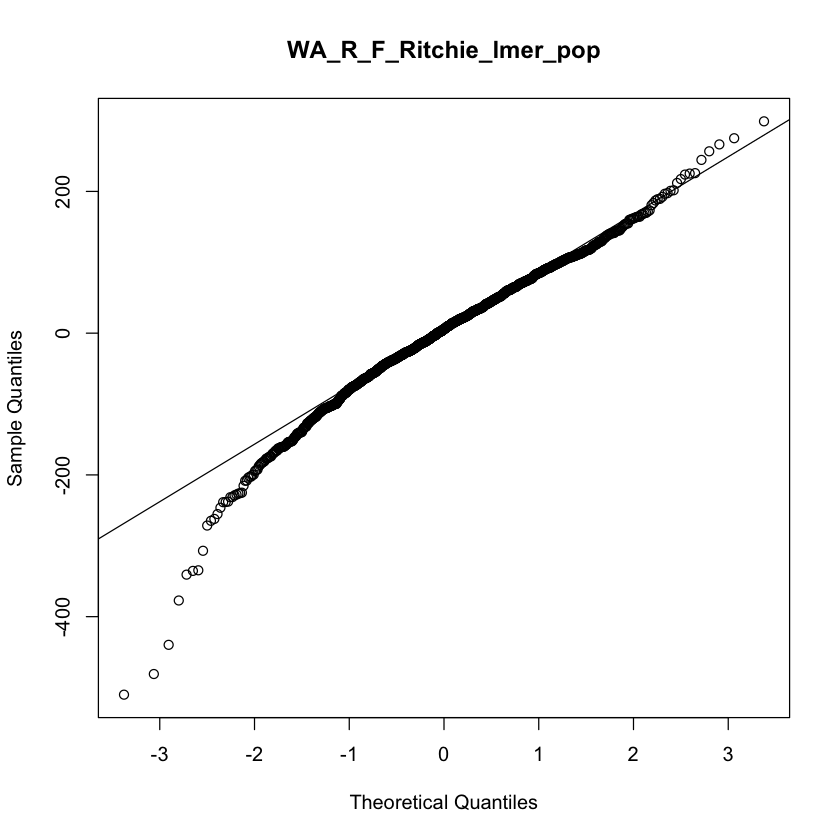 WA_R_F_Ritchie_lmer_pop
Sample Quantiles
200
0
-200
-400
-3 -2 -1 0 1 2 3
Theoretical Quantiles